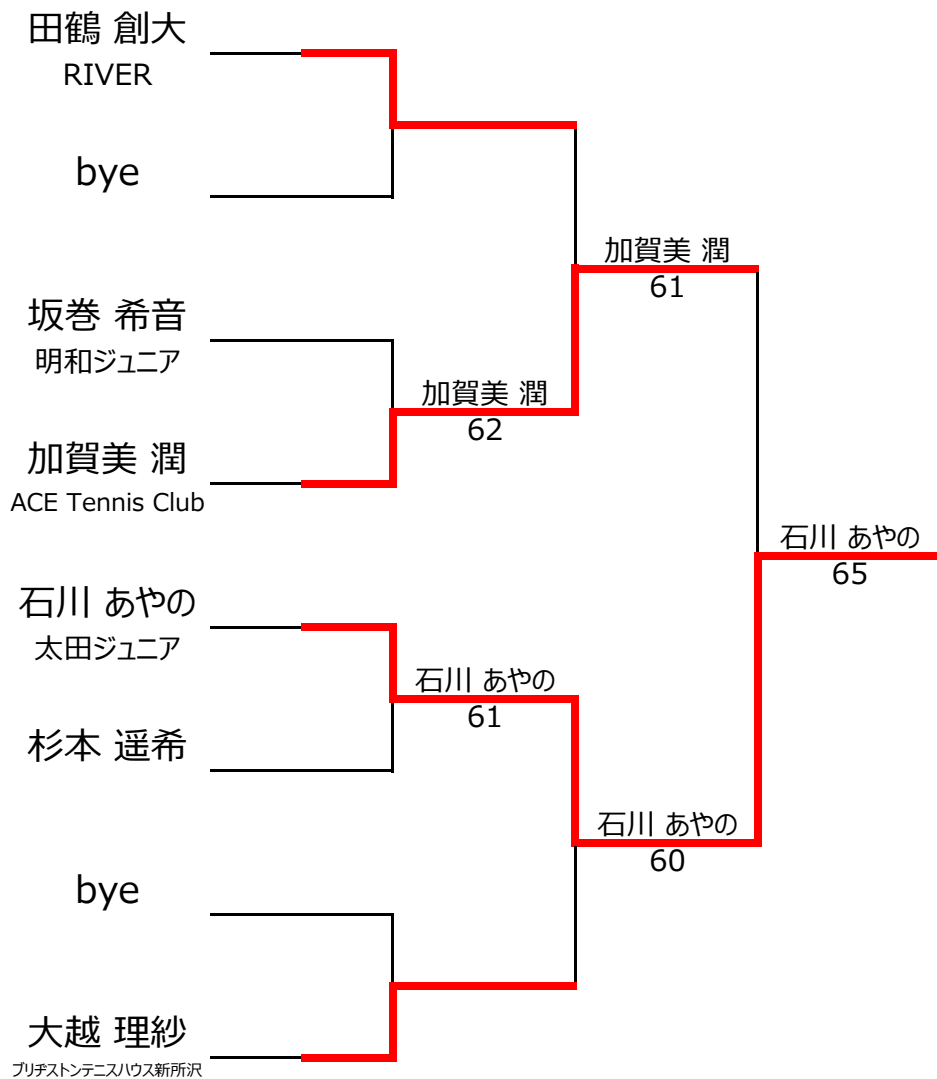 田鶴 創大
RIVER
bye
加賀美 潤
61
坂巻 希音
明和ジュニア
加賀美 潤
62
加賀美 潤
ACE Tennis Club
石川 あやの
65
石川 あやの
太田ジュニア
石川 あやの
61
杉本 遥希
石川 あやの
60
bye
大越 理紗
ブリヂストンテニスハウス新所沢